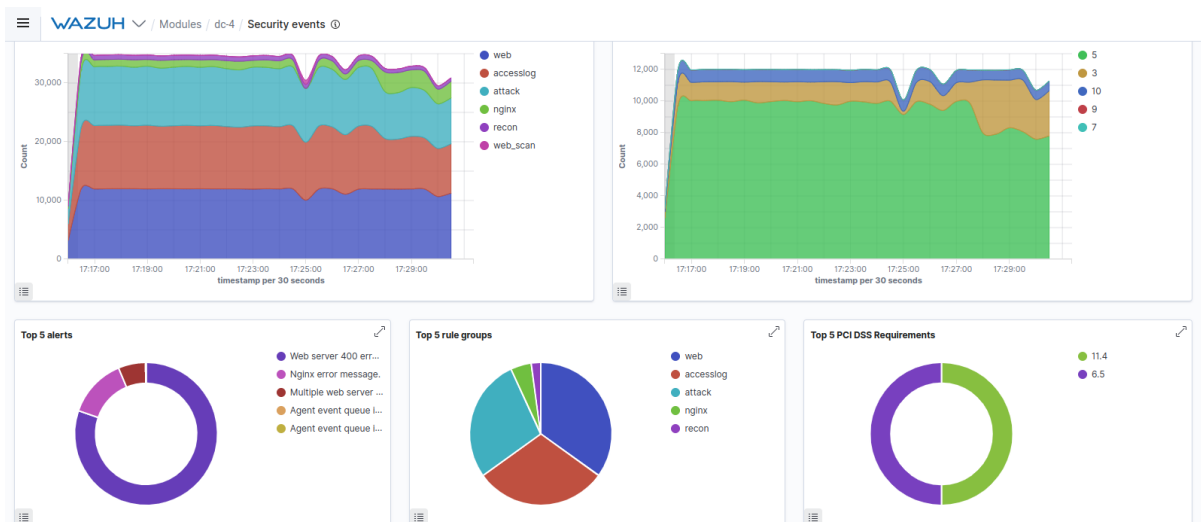 WAZUH / Modules / dc-4 / Security events
30,000
20,000
10,000
0
Count
17:17:00 17:19:00 17:21:00 17:23:00 17:25:00 17:27:00 17:29:00
timestamp per 30 seconds
web
accesslog
attack
nginx
recon
web_scan
12,000
10,000
8,000
6,000
4,000
2,000
0
Count
17:17:00 17:19:00 17:21:00 17:23:00 17:25:00 17:27:00 17:29:00
timestamp per 30 seconds
5
3
10
9
7
Top 5 alerts
Web server 400 err...
Nginx error message.
Multiple web server ...
Agent event queue i...
Agent event queue i...
Top 5 rule groups
web
accesslog
attack
nginx
recon
Top 5 PCI DSS Requirements
11.4
6.5